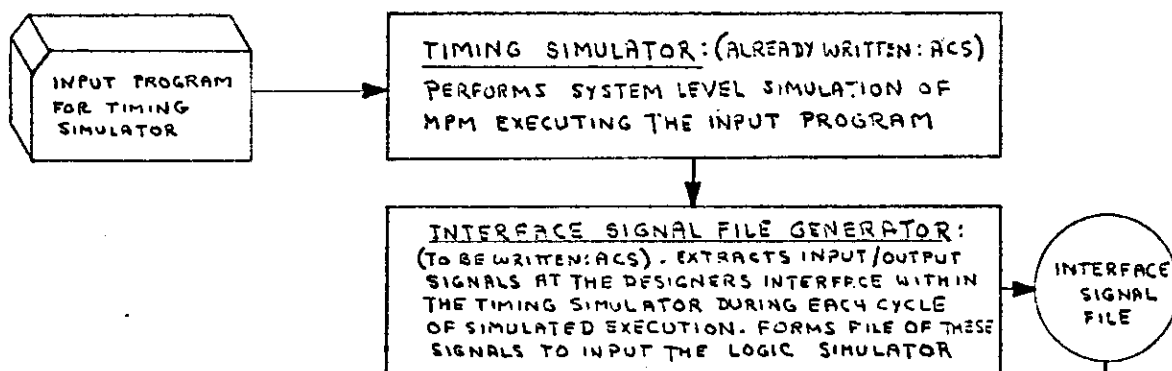 INPUT PROGRAM
FOR TIMING
SIMULATOR
TIMING SIMULATOR: (ALREADY WRITTEN: ACS)
PERFORMS SYSTEM LEVEL SIMULATION OF
MPM EXECUTING THE INPUT PROGRAM
INTERFACE SIGNAL FILE GENERATOR:
(TO BE WRITTEN: ACS). EXTRACTS INPUT/OUTPUT
SIGNALS AT THE DESIGNERS INTERFACE WITHIN
THE TIMING SIMULATOR DURING EACH CYCLE
OF SIMULATED EXECUTION. FORMS FILE OF THESE
SIGNALS TO INPUT THE LOGIC SIMULATOR
INTERFACE
SIGNAL
FILE